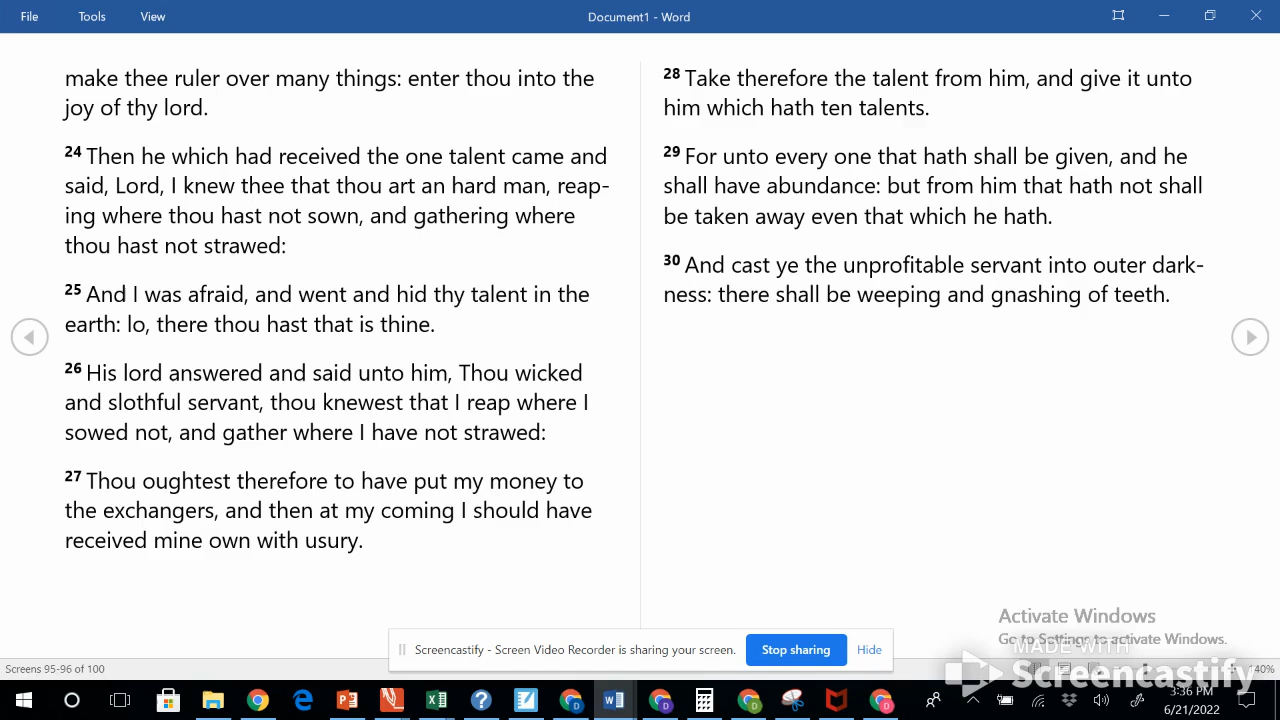 File Tools View Document1 - Word
make thee ruler over many things: enter thou into the
joy of thy lord.
24 Then he which had received the one talent came and
said, Lord, I knew thee that thou art an hard man, reap-
ing where thou hast not sown, and gathering where
thou hast not strawed:
25 And I was afraid, and went and hid thy talent in the
earth: lo, there thou hast that is thine.
26 His lord answered and said unto him, Thou wicked
and slothful servant, thou knewest that I reap where I
sowed not, and gather where I have not strawed:
27 Thou oughtest therefore to have put my money to
the exchangers, and then at my coming I should have
received mine own with usury.
28 Take therefore the talent from him, and give it unto
him which hath ten talents.
29 For unto every one that hath shall be given, and he
shall have abundance: but from him that hath not shall
be taken away even that which he hath.
30 And cast ye the unprofitable servant into outer dark-
ness: there shall be weeping and gnashing of teeth.
Activate Windows
Go to Settings to activate Windows.
MADE WITH
Screencastify
Screencastify - Screen Video Recorder is sharing your screen. Stop sharing Hide
Screens 95-96 of 100
140%
3:36 PM
6/21/2022